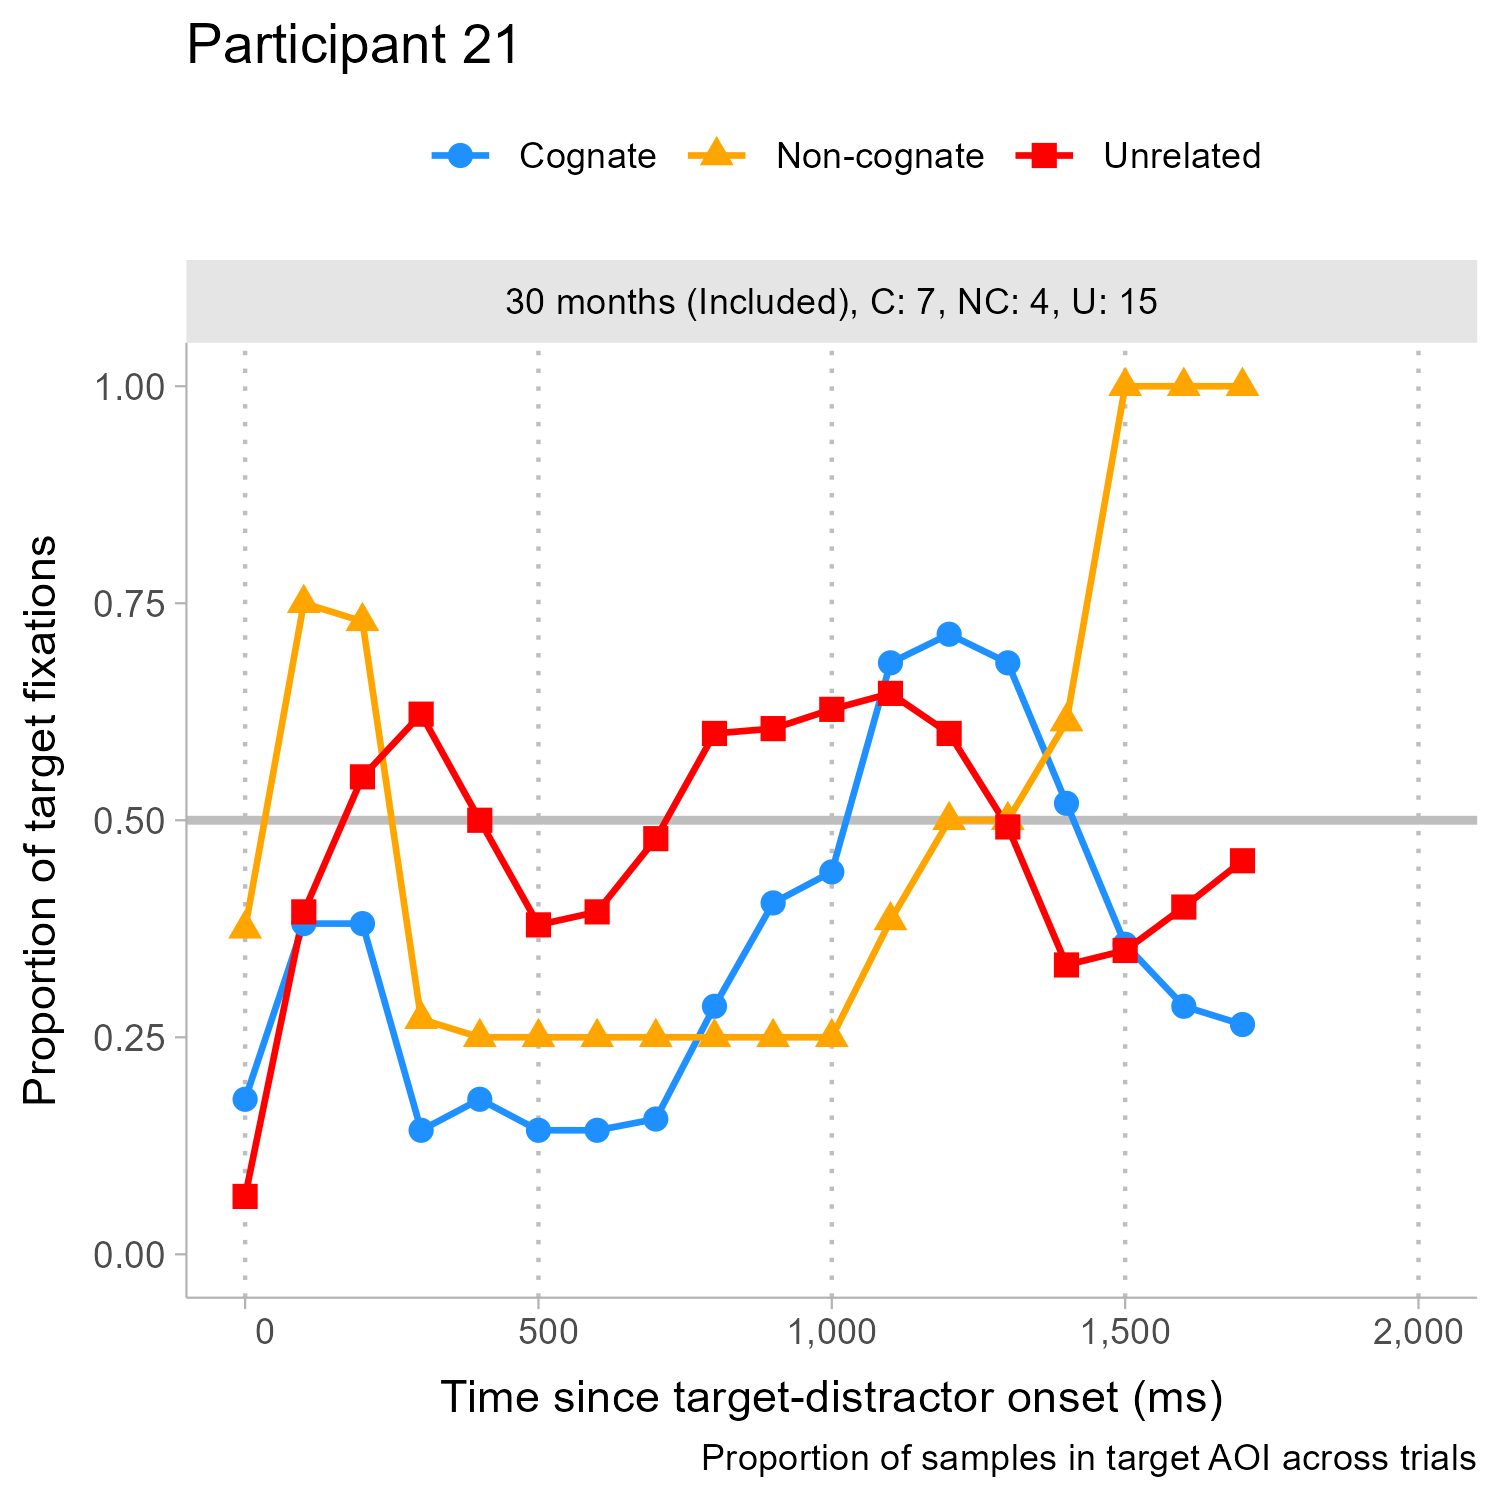 Participant 21
Cognate Non-cognate Unrelated
30 months (Included), C: 7, NC: 4, U: 15
1.00
0.75
0.50
0.25
0.00
Proportion of target fixations
0 500 1,000 1,500 2,000
Time since target-distractor onset (ms)
Proportion of samples in target AOI across trials